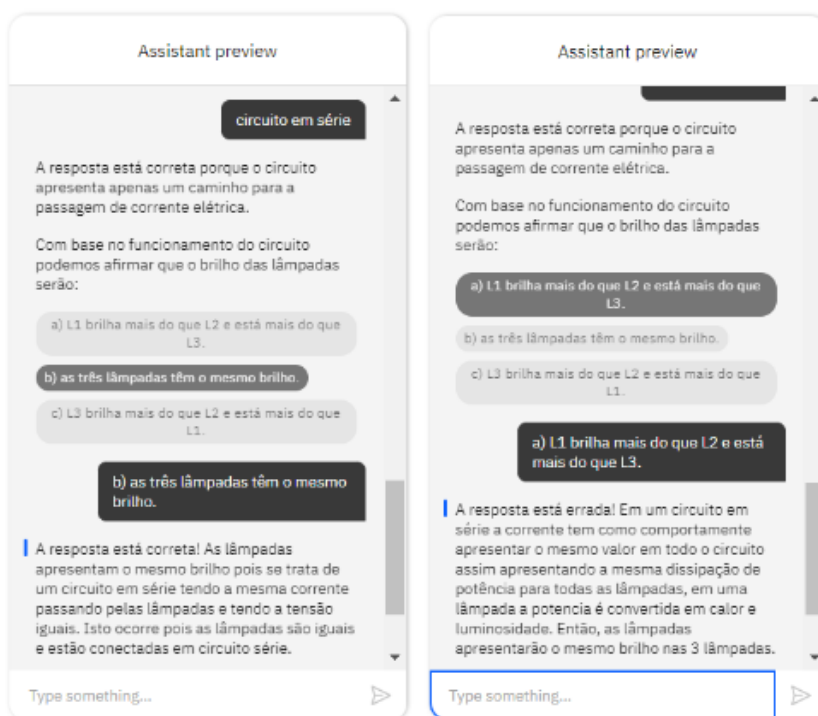 Assistant preview
circuito em série
A resposta está correta porque o circuito
apresenta apenas um caminho para a
passagem de corrente elétrica.
Com base no funcionamento do circuito
podemos afirmar que o brilho das lâmpadas
serão:
a) L1 brilha mais do que L2 e está mais do que
L3.
b) as três lâmpadas têm o mesmo brilho.
c) L3 brilha mais do que L2 e está mais do que
L1.
b) as três lâmpadas têm o mesmo
brilho.
A resposta está correta! As lâmpadas
apresentam o mesmo brilho pois se trata de
um circuito em série tendo a mesma corrente
passando pelas lâmpadas e tendo a tensão
iguais. Isto ocorre pois as lâmpadas são iguais
e estão conectadas em circuito série.
Type something...
Assistant preview
A resposta está correta porque o circuito
apresenta apenas um caminho para a
passagem de corrente elétrica.
Com base no funcionamento do circuito
podemos afirmar que o brilho das lâmpadas
serão:
a) L1 brilha mais do que L2 e está mais do que
L3.
b) as três lâmpadas têm o mesmo brilho.
c) L3 brilha mais do que L2 e está mais do que
L1.
a) L1 brilha mais do que L2 e está
mais do que L3.
A resposta está errada! Em um circuito em
série a corrente tem como comportamente
apresentar o mesmo valor em todo o circuito
assim apresentando a mesma dissipação de
potência para todas as lâmpadas, em uma
lâmpada a potencia é convertida em calor e
luminosidade. Então, as lâmpadas
apresentarão o mesmo brilho nas 3 lâmpadas.
Type something...